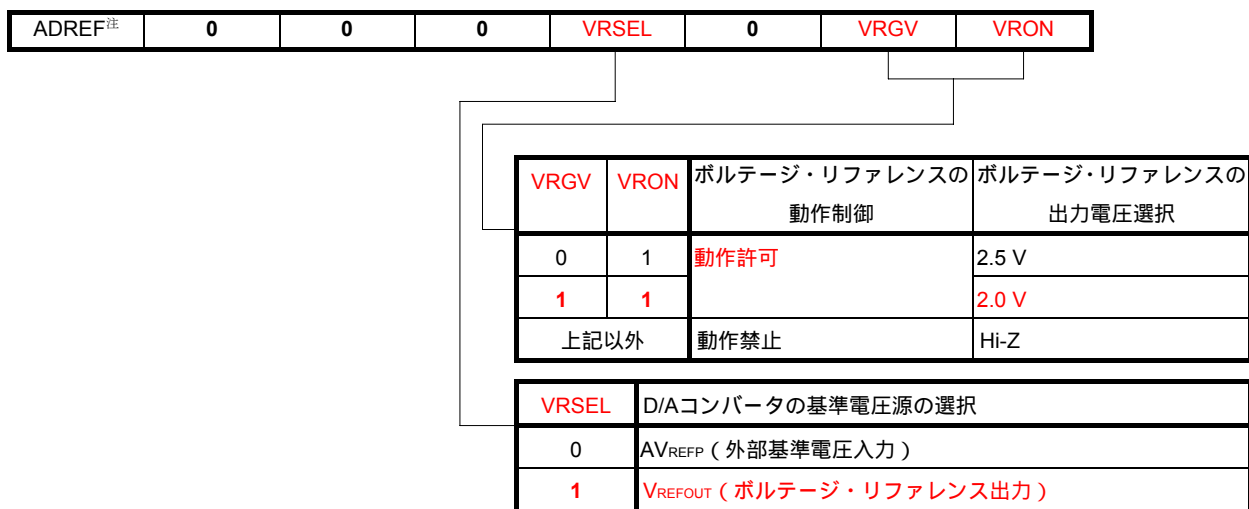 ADREF注 0 0 0 VRSEL 0 VRGV VRON
VRGV VRON ボルテージ・リファレンスの動作制御 ボルテージ・リファレンスの出力電圧選択
0 1 動作許可 2.5 V
1 1 2.0 V
上記以外 動作禁止 Hi-Z
VRSEL D/Aコンバータの基準電圧源の選択
0 AVREFP（外部基準電圧入力）
1 VREFOUT（ボルテージ・リファレンス出力）